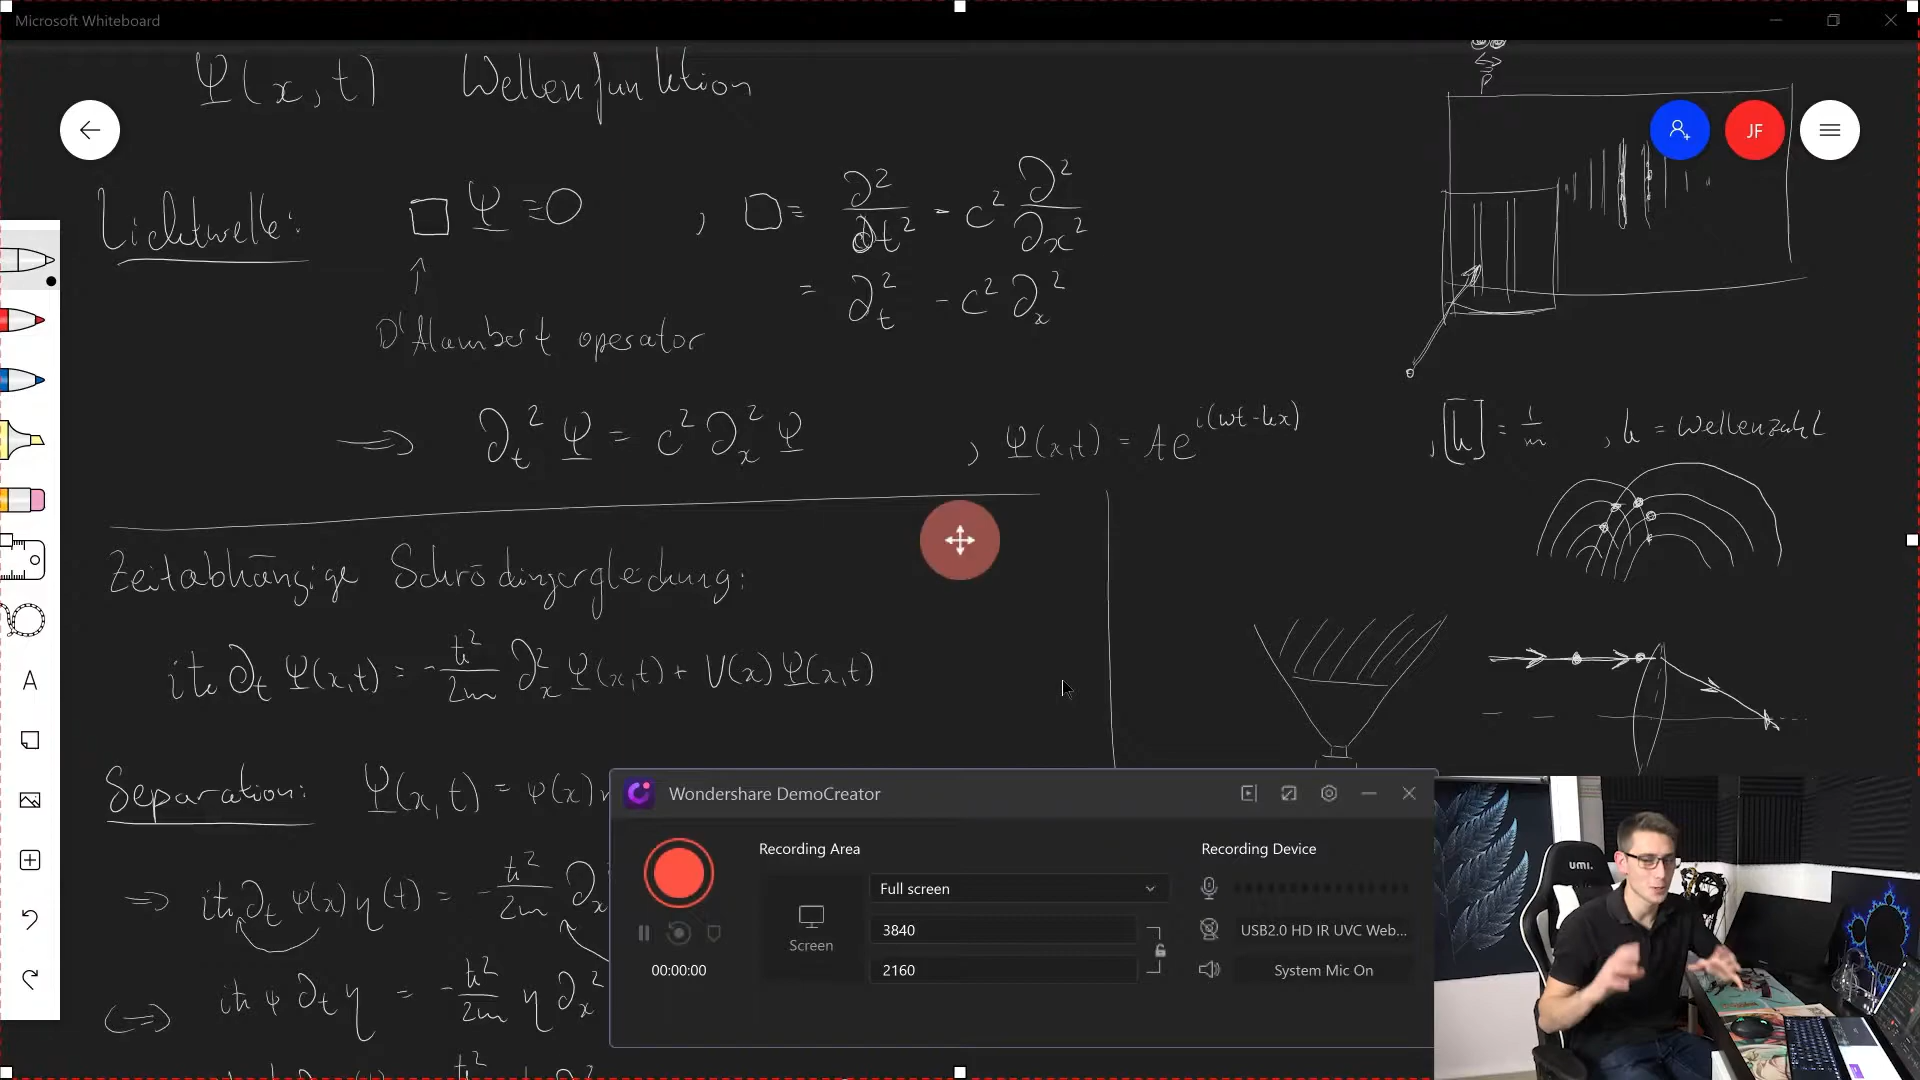 Microsoft Whiteboard
Ψ(x,t) Wellenfunktion
p
JF
Lichtwelle: □ Ψ = 0 , □ = ∂²/∂t² - c² ∂²/∂x²
= ∂ₜ² - c² ∂ₓ²
D'Alambert operator
⇒ ∂ₜ² Ψ = c² ∂ₓ² Ψ , Ψ(x,t) = A e^{i(ωt-kx)} , [k] = 1/m , k = Wellenzahl
Zeitabhängige Schrödingergleichung:
iħ ∂ₜ Ψ(x,t) = -ħ²/2m ∂ₓ² Ψ(x,t) + V(x) Ψ(x,t)
Separation: Ψ(x,t) = ψ(x)
⇒ iħ ∂ₜ ψ(x) η(t) = -ħ²/2m ∂ₓ
⇔ iħ ψ ∂ₜ η = -ħ²/2m η ∂ₓ²
A
Wondershare DemoCreator
Recording Area
Recording Device
Full screen
3840
2160
Screen
00:00:00
USB2.0 HD IR UVC Web...
System Mic On
umi.